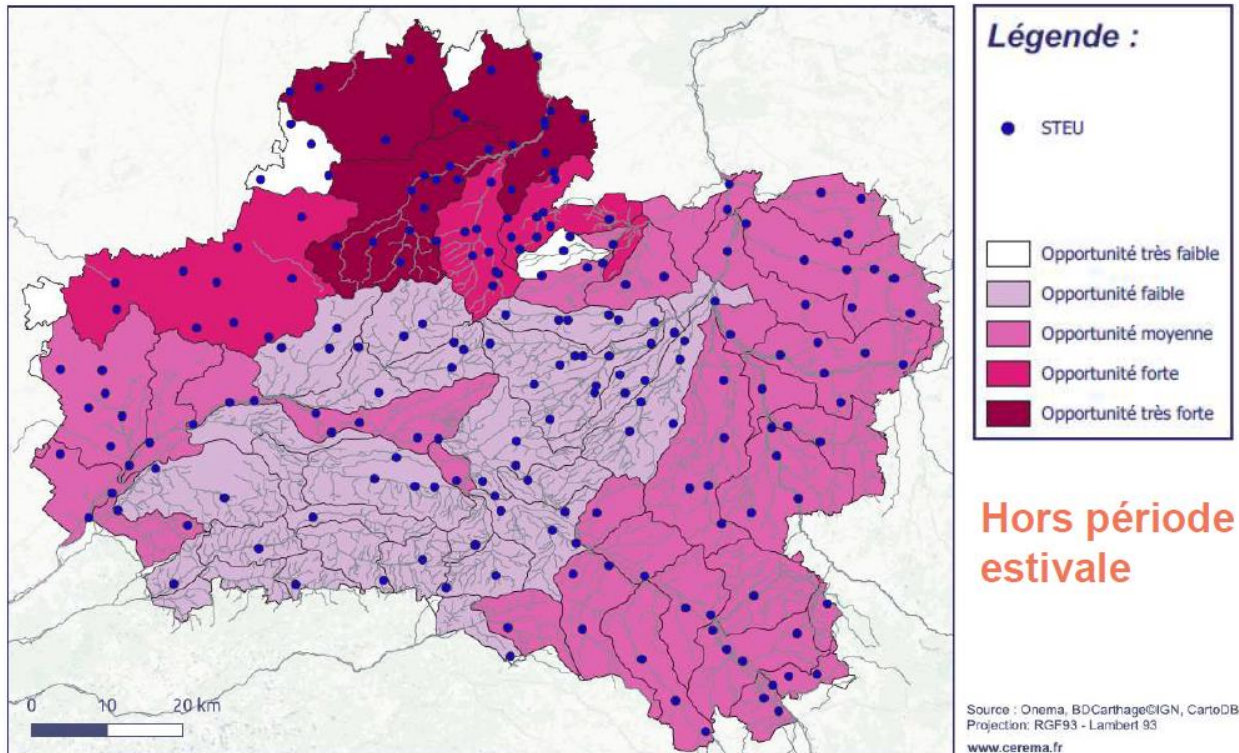 Légende :
STEU
Opportunité très faible
Opportunité faible
Opportunité moyenne
Opportunité forte
Opportunité très forte
Hors période
estivale
0 10 20 km
Source : Onema, BDCarthage©IGN, CartoDB
Projection: RGF93 - Lambert 93
www.cerema.fr